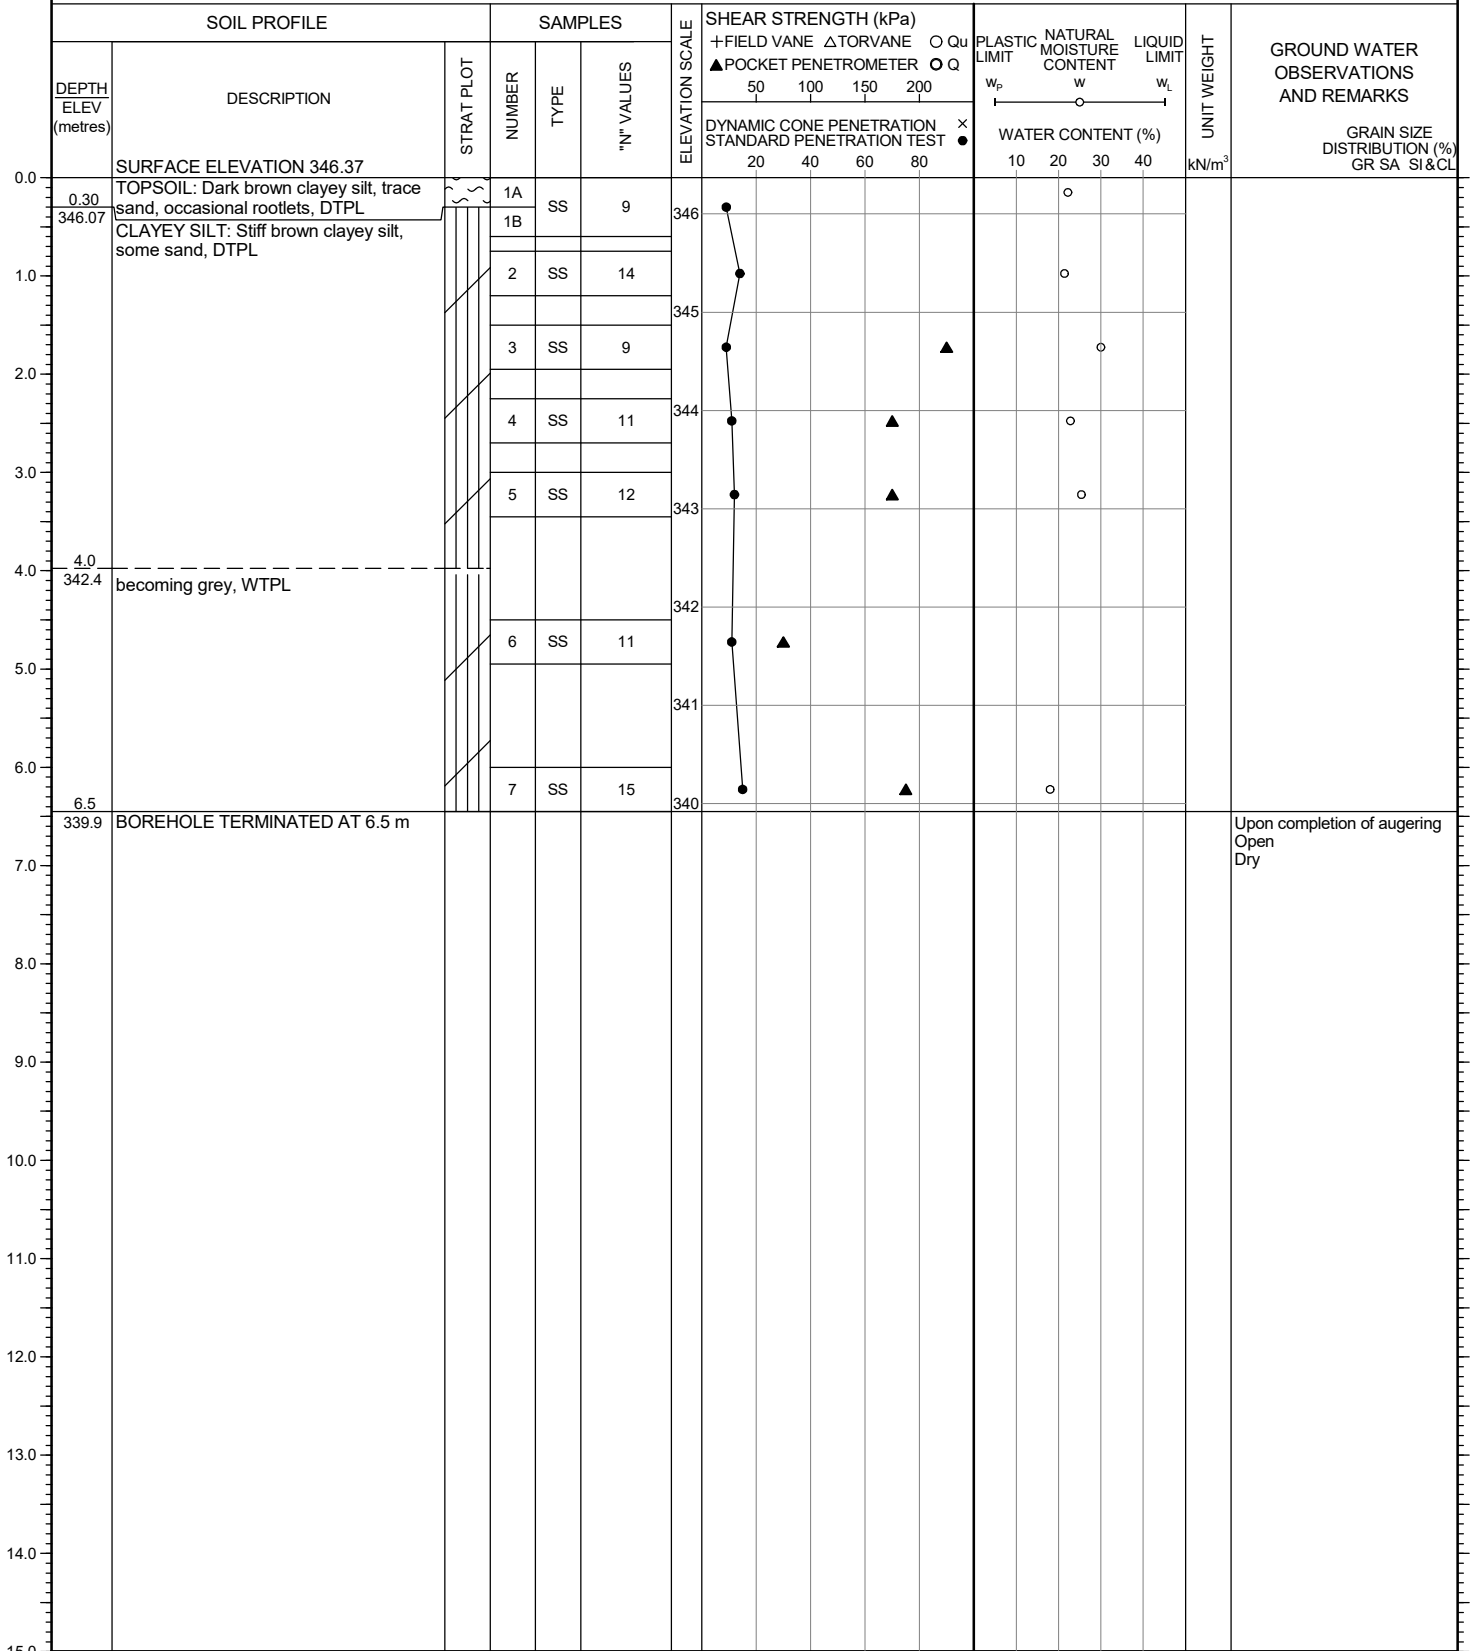 SOIL PROFILE
SAMPLES
ELEVATION SCALE
SHEAR STRENGTH (kPa)
+FIELD VANE △TORVANE ○ Qu
▲POCKET PENETROMETER O Q
50 100 150 200
DYNAMIC CONE PENETRATION ×
STANDARD PENETRATION TEST ●
20 40 60 80
PLASTIC LIMIT
NATURAL MOISTURE CONTENT
LIQUID LIMIT
wP w wL
WATER CONTENT (%)
10 20 30 40
UNIT WEIGHT
kN/m³
GROUND WATER
OBSERVATIONS
AND REMARKS
GRAIN SIZE
DISTRIBUTION (%)
GR SA SI&CL
DEPTH
ELEV
(metres)
DESCRIPTION
STRAT PLOT
NUMBER
TYPE
"N" VALUES
SURFACE ELEVATION 346.37
0.0
0.30
346.07
TOPSOIL: Dark brown clayey silt, trace
sand, occasional rootlets, DTPL
1A
SS
9
1B
346
CLAYEY SILT: Stiff brown clayey silt,
some sand, DTPL
1.0
2 SS 14
345
3 SS 9
2.0
344
4 SS 11
3.0
5 SS 12
343
4.0
4.0
342.4
becoming grey, WTPL
342
6 SS 11
5.0
341
6.0
7 SS 15
340
6.5
339.9
BOREHOLE TERMINATED AT 6.5 m
Upon completion of augering
Open
Dry
7.0
8.0
9.0
10.0
11.0
12.0
13.0
14.0
15.0